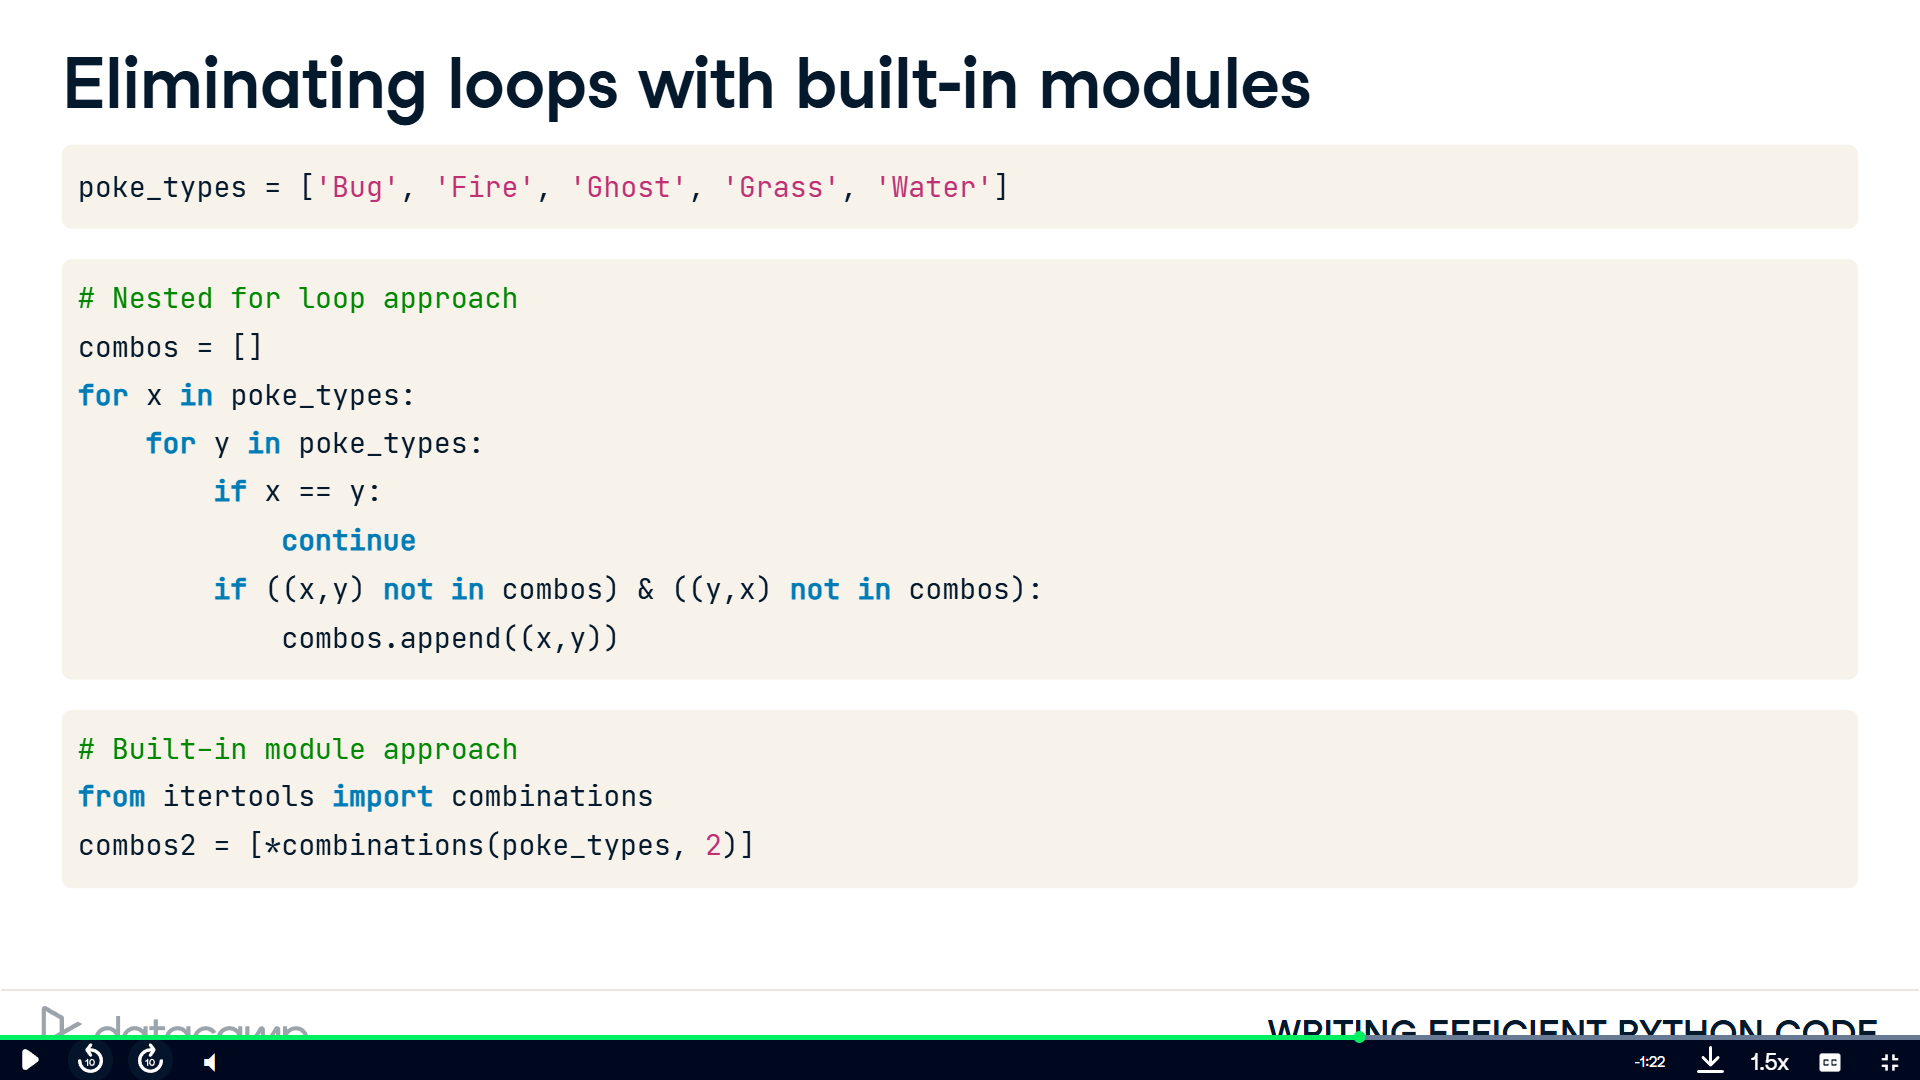 Eliminating loops with built-in modules
poke_types = ['Bug', 'Fire', 'Ghost', 'Grass', 'Water']
# Nested for loop approach
combos = []
for x in poke_types:
    for y in poke_types:
        if x == y:
            continue
        if ((x,y) not in combos) & ((y,x) not in combos):
            combos.append((x,y))
# Built-in module approach
from itertools import combinations
combos2 = [*combinations(poke_types, 2)]
datacamp
WRITING EFFICIENT PYTHON CODE
10
10
-1:22
1.5x
CC